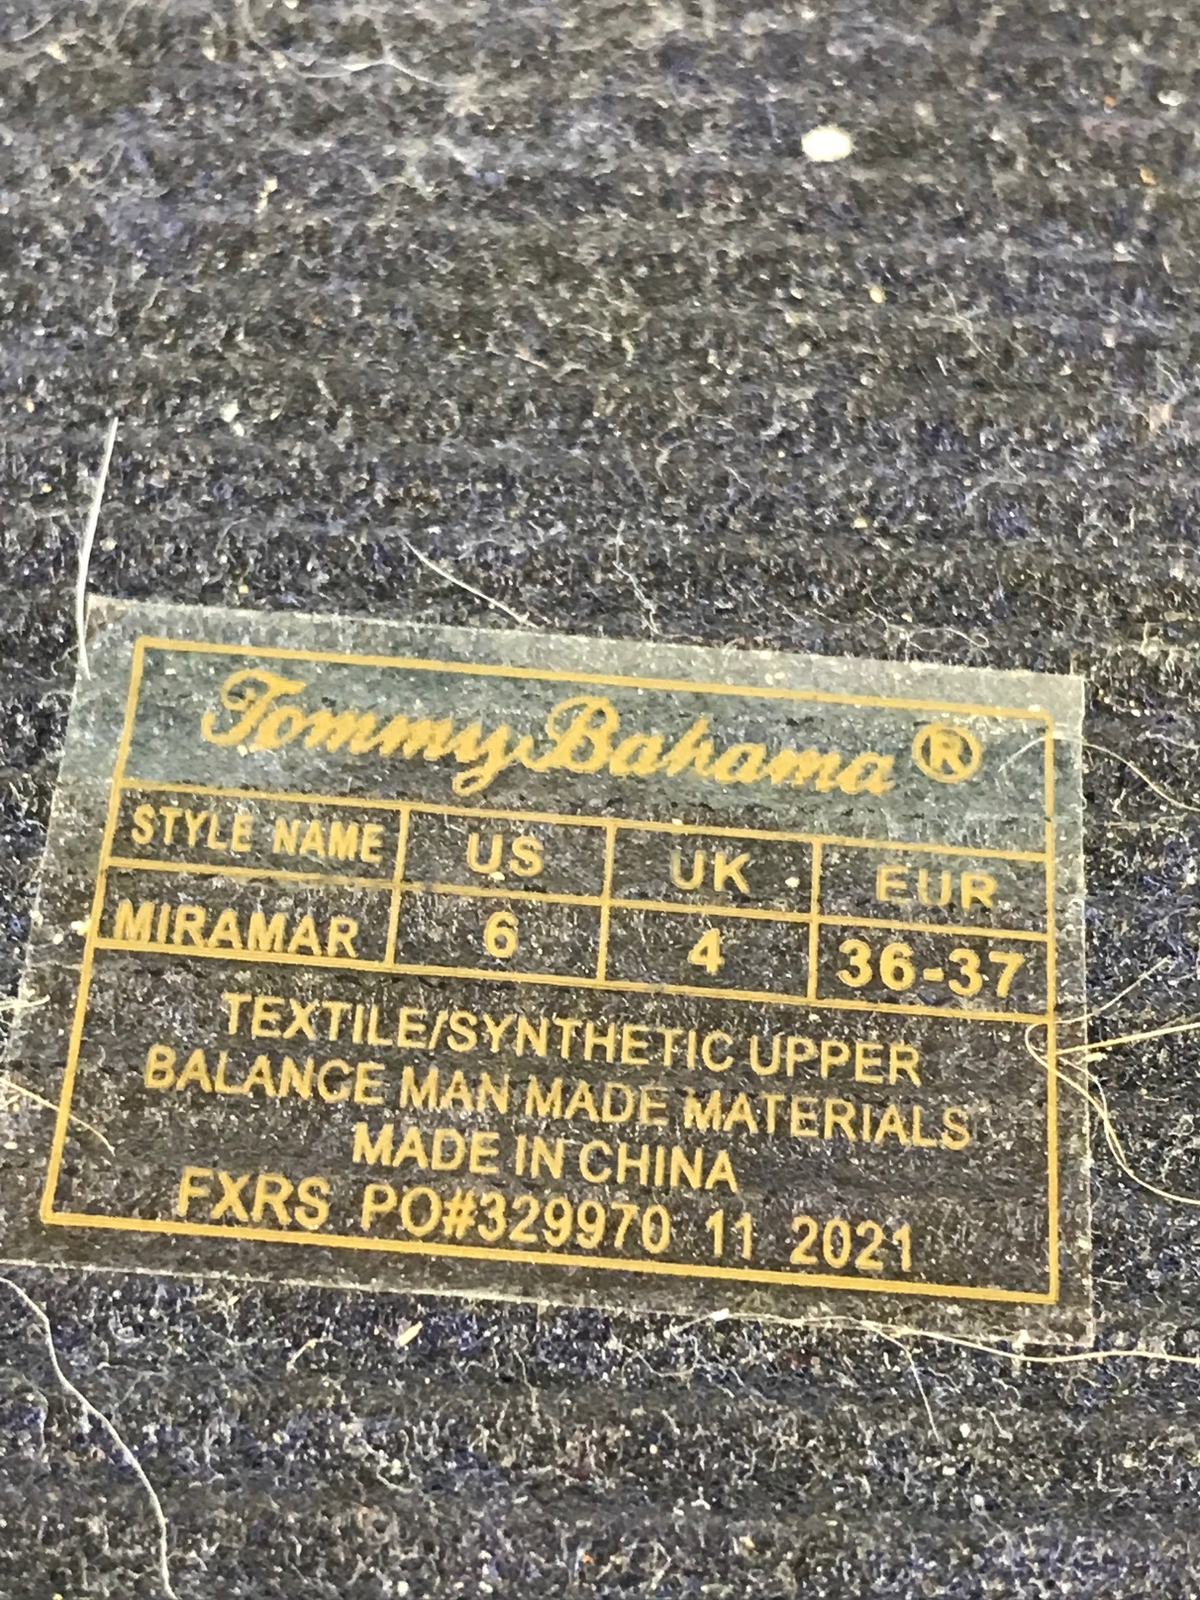 Tommy Bahama ®
STYLE NAME US UK EUR
MIRAMAR 6 4 36-37
TEXTILE/SYNTHETIC UPPER
BALANCE MAN MADE MATERIALS
MADE IN CHINA
FXRS PO#329970 11 2021